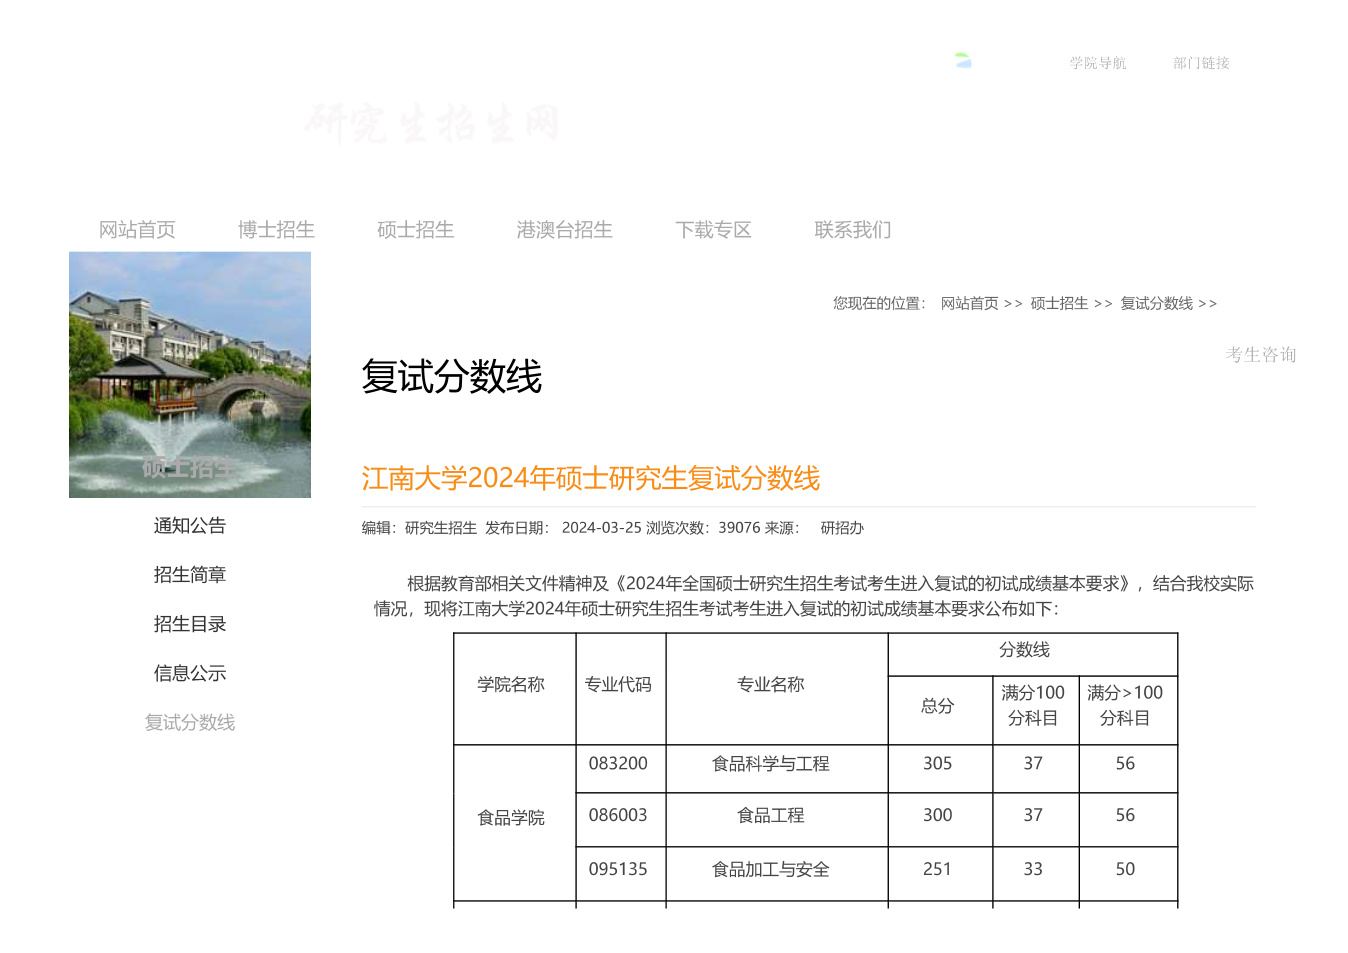 学院导航 部门链接
研究生招生网
网站首页 博士招生 硕士招生 港澳台招生 下载专区 联系我们
您现在的位置： 网站首页 >> 硕士招生 >> 复试分数线 >>
考生咨询
硕士招生
通知公告
招生简章
招生目录
信息公示
复试分数线
复试分数线
江南大学2024年硕士研究生复试分数线
编辑：研究生招生 发布日期： 2024-03-25 浏览次数：39076 来源： 研招办
根据教育部相关文件精神及《2024年全国硕士研究生招生考试考生进入复试的初试成绩基本要求》，结合我校实际
情况，现将江南大学2024年硕士研究生招生考试考生进入复试的初试成绩基本要求公布如下：
学院名称 专业代码 专业名称 分数线
总分 满分100分科目 满分>100分科目
食品学院 083200 食品科学与工程 305 37 56
086003 食品工程 300 37 56
095135 食品加工与安全 251 33 50